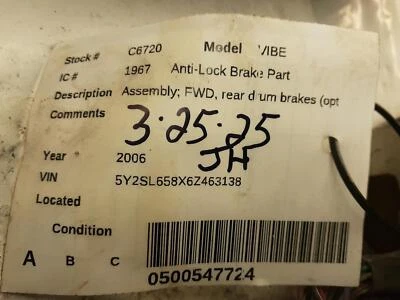 Stock # C6720 Model VIBE
IC # 1967 Anti-Lock Brake Part
Description Assembly; FWD, rear drum brakes (opt
Comments
3·25·25
JH
Year 2006
VIN 5Y2SL658X6Z463138
Located
Condition
A B C
0500547724